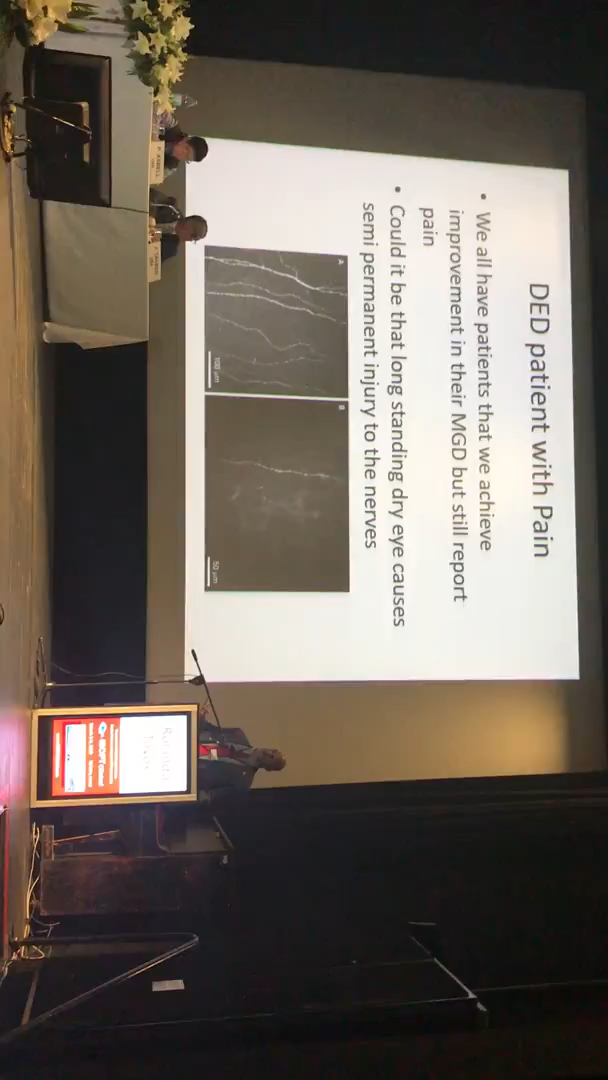 DED patient with Pain
• We all have patients that we achieve
improvement in their MGD but still report
pain
• Could it be that long standing dry eye causes
semi permanent injury to the nerves
A
100 µm
B
50 µm
P. ASBELL